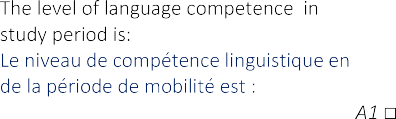 The level of language competence in
study period is:
Le niveau de compétence linguistique en
de la période de mobilité est :
A1 ☐